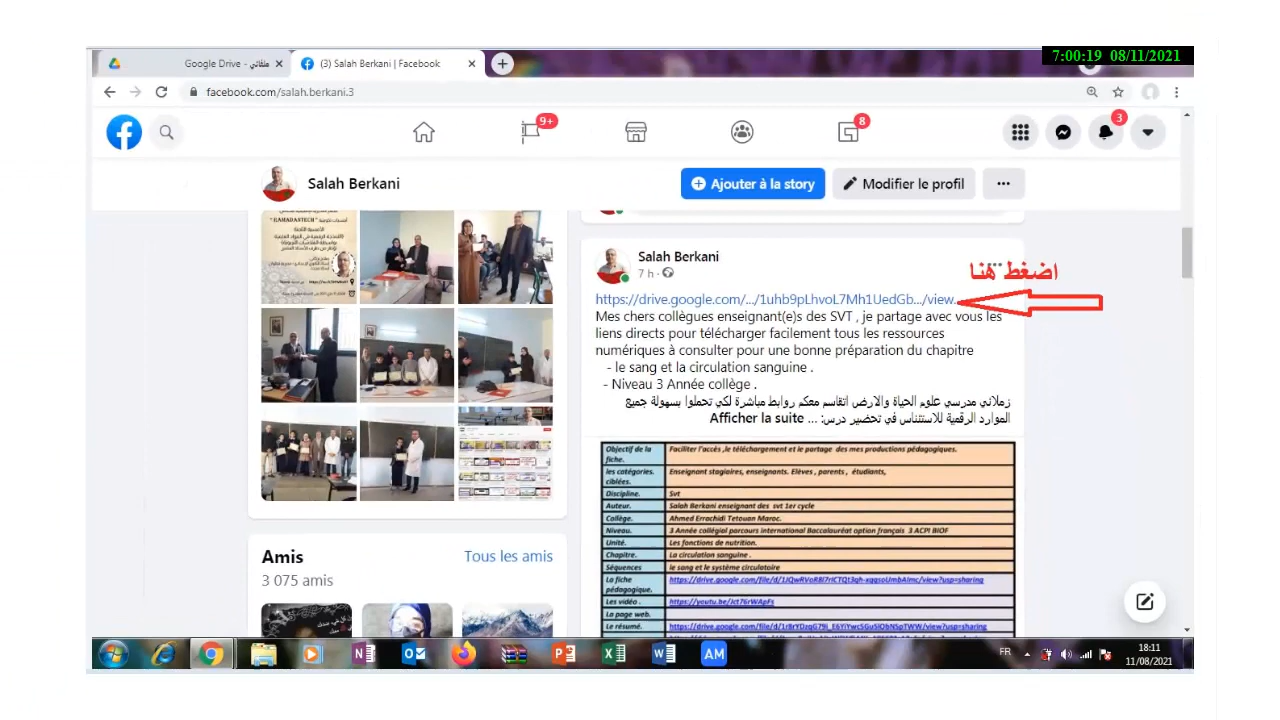 7:00:19 08/11/2021
Google Drive - ملفاتي
(3) Salah Berkani | Facebook
facebook.com/salah.berkani.3
9+
8
3
Salah Berkani
Ajouter à la story
Modifier le profil
"RAMADANTECH"
Salah Berkani
7 h
اضغط هنا
https://drive.google.com/.../1uhb9pLhvoL7Mh1UedGb.../view...
Mes chers collègues enseignant(e)s des SVT , je partage avec vous les
liens directs pour télécharger facilement tous les ressources
numériques à consulter pour une bonne préparation du chapitre
- le sang et la circulation sanguine .
- Niveau 3 Année collège .
زملائي مدرسي علوم الحياة والارض اتقاسم معكم روابط مباشرة لكي تحملوا بسهولة جميع
الموارد الرقمية للاستئناس في تحضير درس: ... Afficher la suite
Objectif de la fiche. Faciliter l'accès ,le téléchargement et le partage des mes productions pédagogiques.
les catégories. ciblées. Enseignant stagiaires, enseignants. Elèves , parents , étudiants,
Discipline. Svt
Auteur. Salah Berkani enseignant des svt 1er cycle
Collège. Ahmed Errachidi Tetouan Maroc.
Niveau. 3 Année collégial parcours international Baccalauréat option français 3 ACPI BIOF
Unité. Les fonctions de nutrition.
Chapitre. La circulation sanguine .
Séquences le sang et le système circulatoire
La fiche pédagogique.
Les vidéo . https://youtu.be/Jct76rWApFs
La page web.
Le résumé.
Amis
Tous les amis
3 075 amis
FR
18:11
11/08/2021
AM